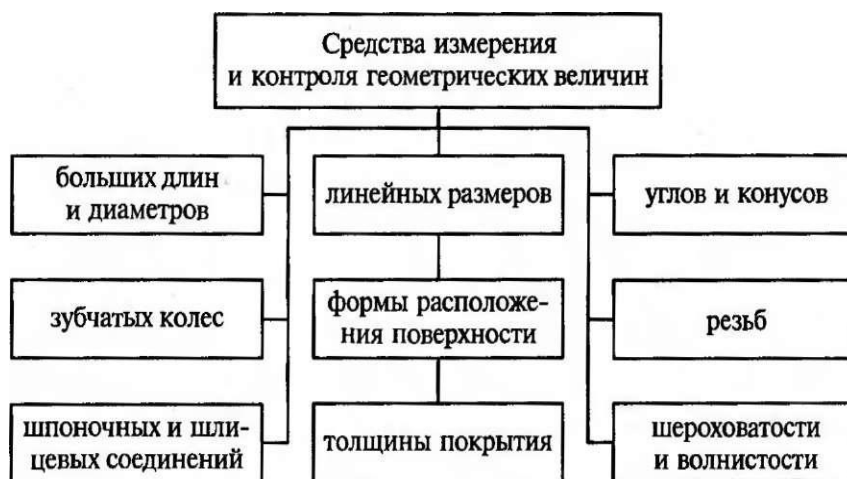 Средства измерения
и контроля геометрических величин
больших длин
и диаметров
линейных размеров
углов и конусов
зубчатых колес
формы расположе-
ния поверхности
резьб
шпоночных и шли-
цевых соединений
толщины покрытия
шероховатости
и волнистости